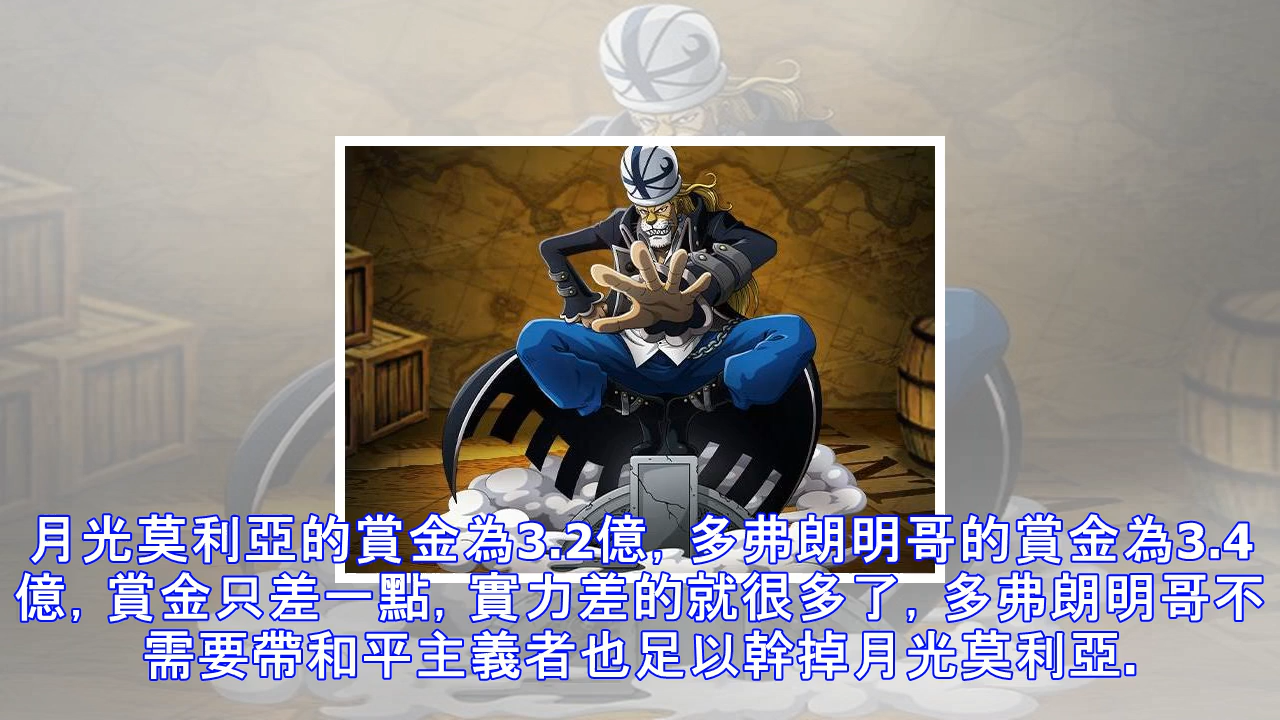 月光莫利亞的賞金為3.2億, 多弗朗明哥的賞金為3.4
億, 賞金只差一點, 實力差的就很多了, 多弗朗明哥不
需要帶和平主義者也足以幹掉月光莫利亞.